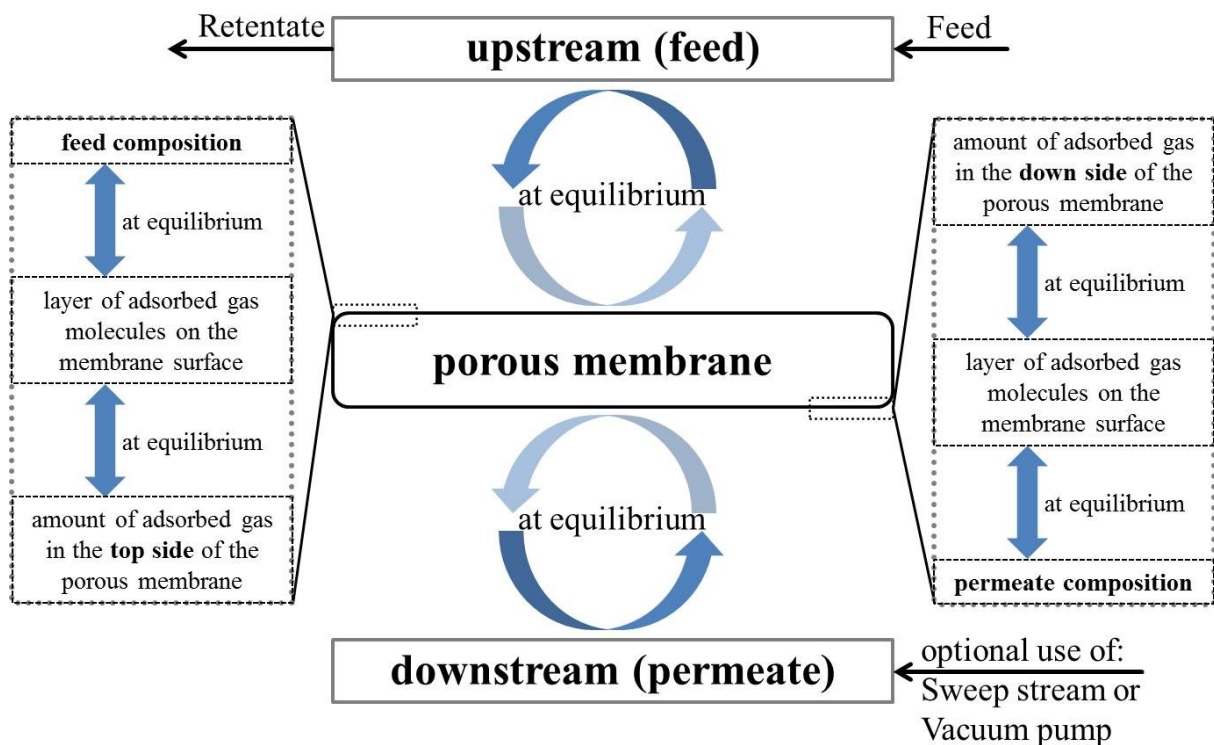 Retentate
upstream (feed)
Feed
feed composition
at equilibrium
layer of adsorbed gas
molecules on the
membrane surface
at equilibrium
amount of adsorbed gas
in the top side of the
porous membrane
at equilibrium
porous membrane
at equilibrium
amount of adsorbed gas
in the down side of the
porous membrane
at equilibrium
layer of adsorbed gas
molecules on the
membrane surface
at equilibrium
permeate composition
downstream (permeate)
optional use of:
Sweep stream or
Vacuum pump